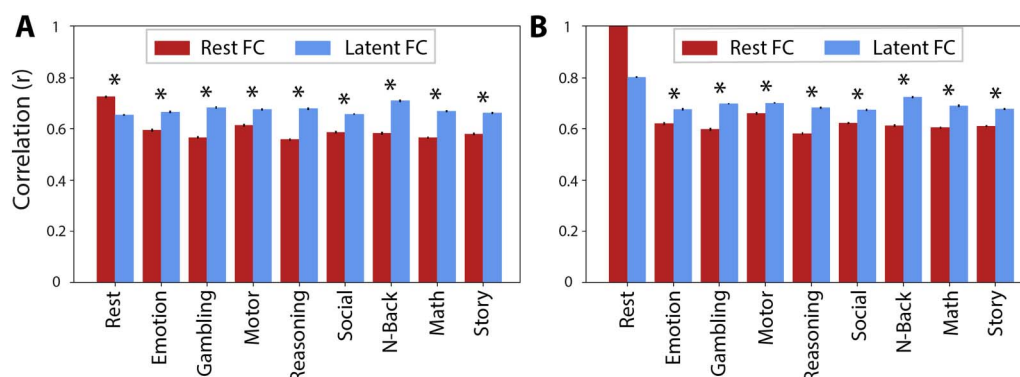 A
B
Correlation (r)
1
0.8
0.6
0.4
0.2
0
Rest FC
Latent FC
*
*
*
*
*
*
*
*
*
Rest
Emotion
Gambling
Motor
Reasoning
Social
N-Back
Math
Story
1
0.8
0.6
0.4
0.2
0
Rest FC
Latent FC
*
*
*
*
*
*
*
*
Rest
Emotion
Gambling
Motor
Reasoning
Social
N-Back
Math
Story